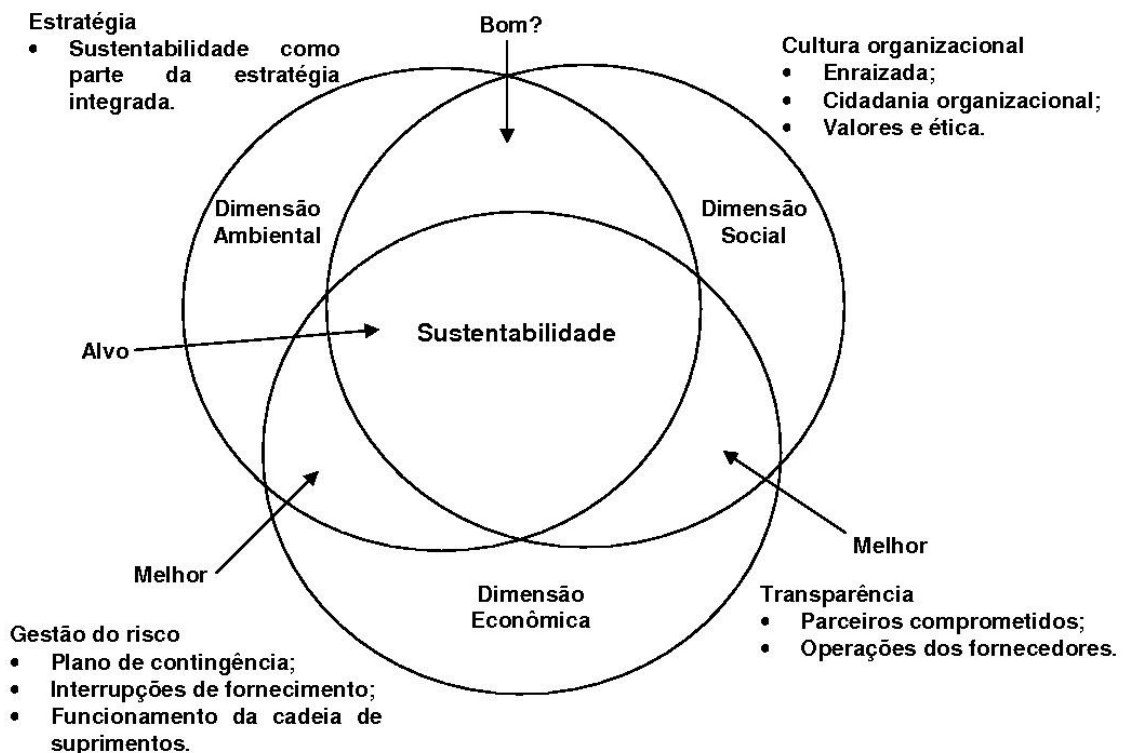 Estratégia
• Sustentabilidade como
parte da estratégia
integrada.
Bom?
Cultura organizacional
• Enraizada;
• Cidadania organizacional;
• Valores e ética.
Dimensão
Ambiental
Dimensão
Social
Sustentabilidade
Alvo
Melhor
Melhor
Dimensão
Econômica
Gestão do risco
• Plano de contingência;
• Interrupções de fornecimento;
• Funcionamento da cadeia de
suprimentos.
Transparência
• Parceiros comprometidos;
• Operações dos fornecedores.